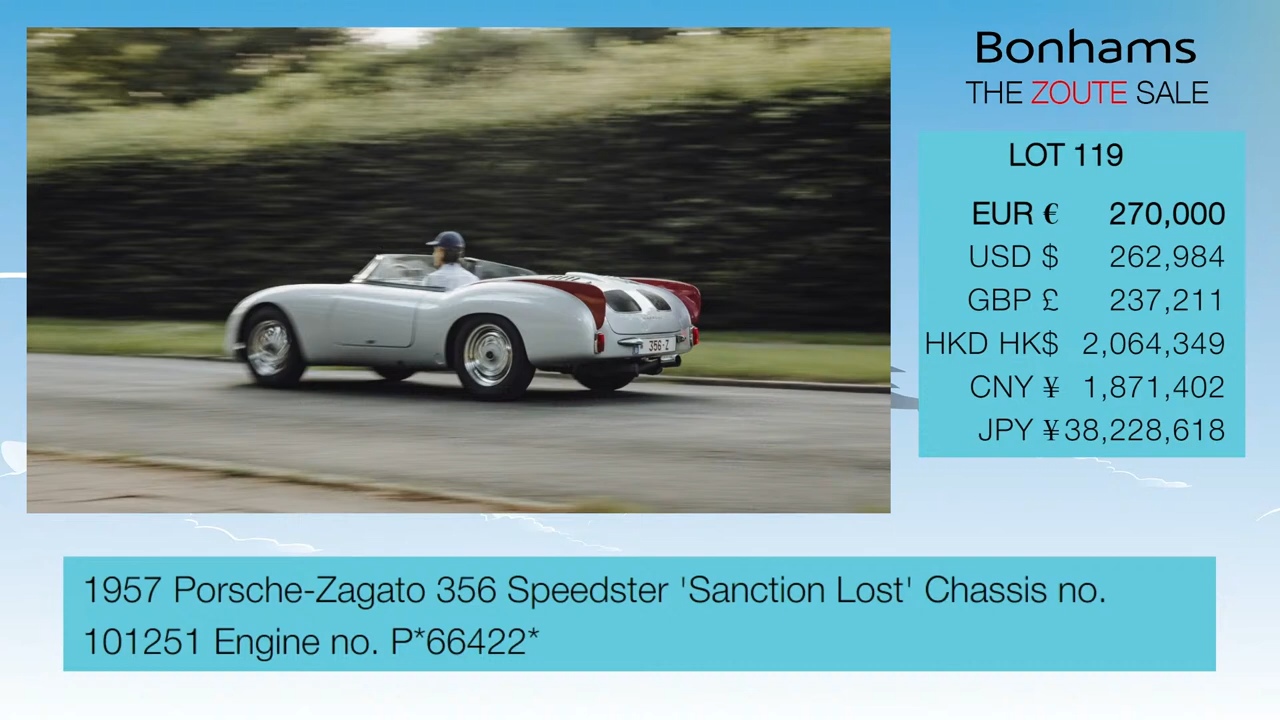 Bonhams
THE ZOUTE SALE
LOT 119
EUR € 270,000
USD $ 262,984
GBP £ 237,211
HKD HK$ 2,064,349
CNY ¥ 1,871,402
JPY ¥38,228,618
356-Z
1957 Porsche-Zagato 356 Speedster 'Sanction Lost' Chassis no.
101251 Engine no. P*66422*